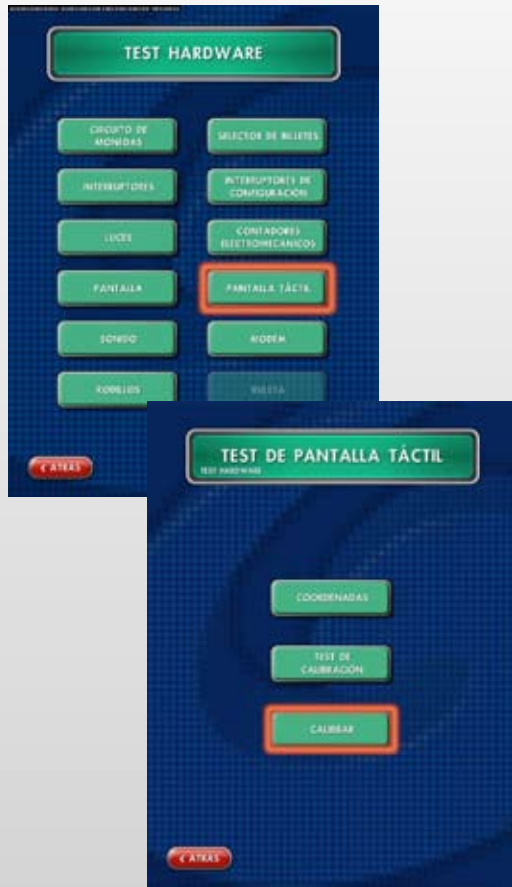 TEST HARDWARE
CIRCUITO DE
MONEDAS
SELECTOR DE BILLETES
INTERRUPTORES
INTERRUPTORES DE
CONFIGURACIÓN
LUCES
CONTADORES
ELECTROMECÁNICOS
PANTALLA
PANTALLA TÁCTIL
SONIDO
MODEM
RODILLOS
RULETA
< ATRÁS
TEST DE PANTALLA TÁCTIL
TEST HARDWARE
COORDENADAS
TEST DE
CALIBRACIÓN
CALIBRAR
< ATRÁS